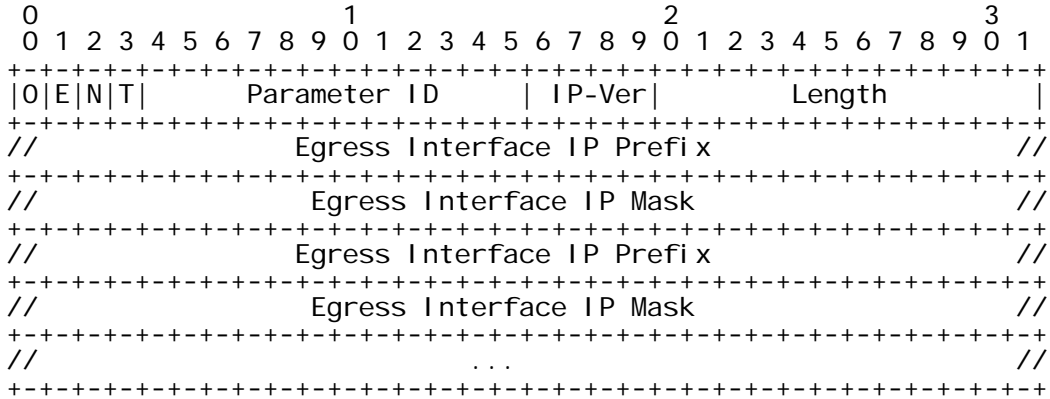 0                   1                   2                   3
0 1 2 3 4 5 6 7 8 9 0 1 2 3 4 5 6 7 8 9 0 1 2 3 4 5 6 7 8 9 0 1
+-+-+-+-+-+-+-+-+-+-+-+-+-+-+-+-+-+-+-+-+-+-+-+-+-+-+-+-+-+-+-+-+
|O|E|N|T|      Parameter ID     | IP-Ver|        Length         |
+-+-+-+-+-+-+-+-+-+-+-+-+-+-+-+-+-+-+-+-+-+-+-+-+-+-+-+-+-+-+-+-+
//                Egress Interface IP Prefix                   //
+-+-+-+-+-+-+-+-+-+-+-+-+-+-+-+-+-+-+-+-+-+-+-+-+-+-+-+-+-+-+-+-+
//                 Egress Interface IP Mask                    //
+-+-+-+-+-+-+-+-+-+-+-+-+-+-+-+-+-+-+-+-+-+-+-+-+-+-+-+-+-+-+-+-+
//                Egress Interface IP Prefix                   //
+-+-+-+-+-+-+-+-+-+-+-+-+-+-+-+-+-+-+-+-+-+-+-+-+-+-+-+-+-+-+-+-+
//                 Egress Interface IP Mask                    //
+-+-+-+-+-+-+-+-+-+-+-+-+-+-+-+-+-+-+-+-+-+-+-+-+-+-+-+-+-+-+-+-+
//                           ...                               //
+-+-+-+-+-+-+-+-+-+-+-+-+-+-+-+-+-+-+-+-+-+-+-+-+-+-+-+-+-+-+-+-+